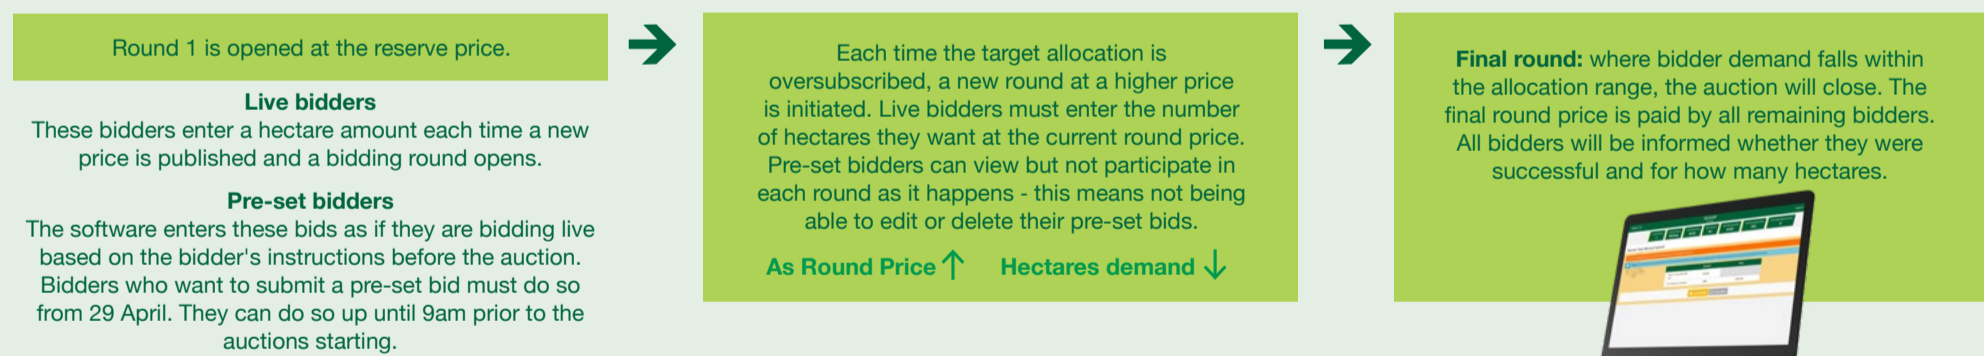 Round 1 is opened at the reserve price.
Live bidders
These bidders enter a hectare amount each time a new
price is published and a bidding round opens.
Pre-set bidders
The software enters these bids as if they are bidding live
based on the bidder's instructions before the auction.
Bidders who want to submit a pre-set bid must do so
from 29 April. They can do so up until 9am prior to the
auctions starting.
Each time the target allocation is
oversubscribed, a new round at a higher price
is initiated. Live bidders must enter the number
of hectares they want at the current round price.
Pre-set bidders can view but not participate in
each round as it happens - this means not being
able to edit or delete their pre-set bids.
As Round Price ↑ Hectares demand ↓
Final round: where bidder demand falls within
the allocation range, the auction will close. The
final round price is paid by all remaining bidders.
All bidders will be informed whether they were
successful and for how many hectares.